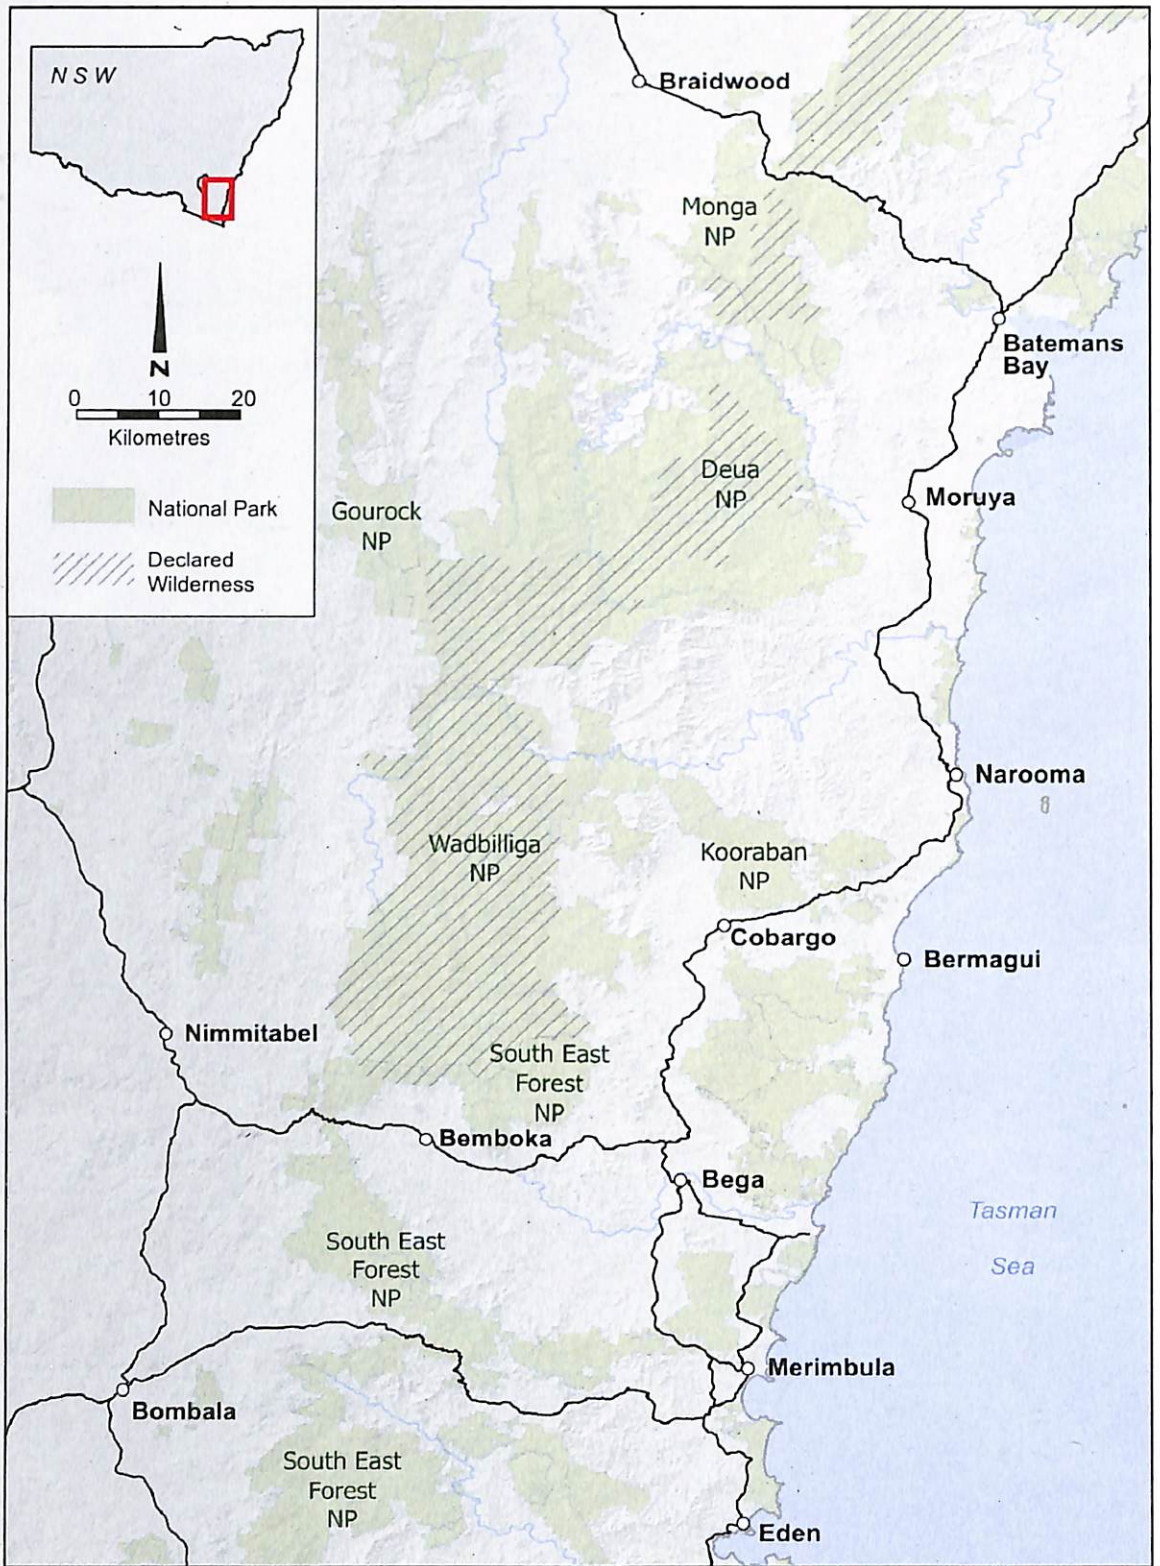 NSW
N
0 10 20
Kilometres
National Park
Declared
Wilderness
Braidwood
Monga
NP
Batemans
Bay
Deua
NP
Moruya
Gourock
NP
Narooma
Wadbilliga
NP
Kooraban
NP
Cobargo
Bermagui
Nimmitabel
South East
Forest
NP
Bemboka
Bega
Tasman
Sea
South East
Forest
NP
Merimbula
Bombala
South East
Forest
NP
Eden